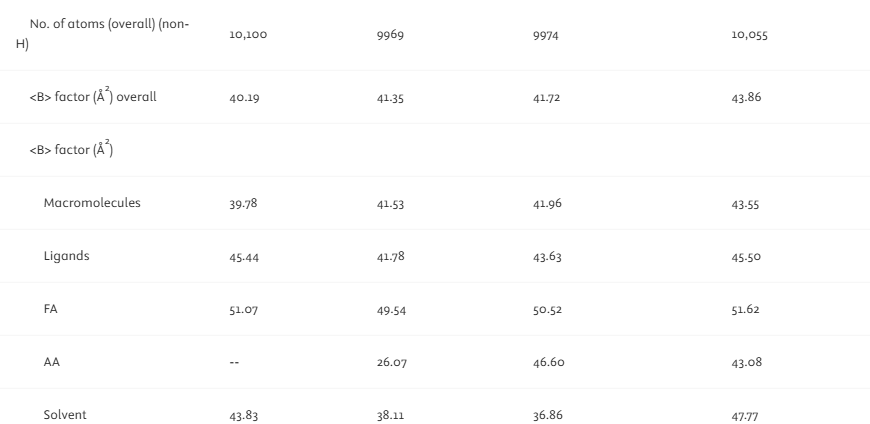 No. of atoms (overall) (non-
H) 10,100 9969 9974 10,055
<B> factor (Å²) overall 40.19 41.35 41.72 43.86
<B> factor (Å²)
Macromolecules 39.78 41.53 41.96 43.55
Ligands 45.44 41.78 43.63 45.50
FA 51.07 49.54 50.52 51.62
AA -- 26.07 46.60 43.08
Solvent 43.83 38.11 36.86 47.77